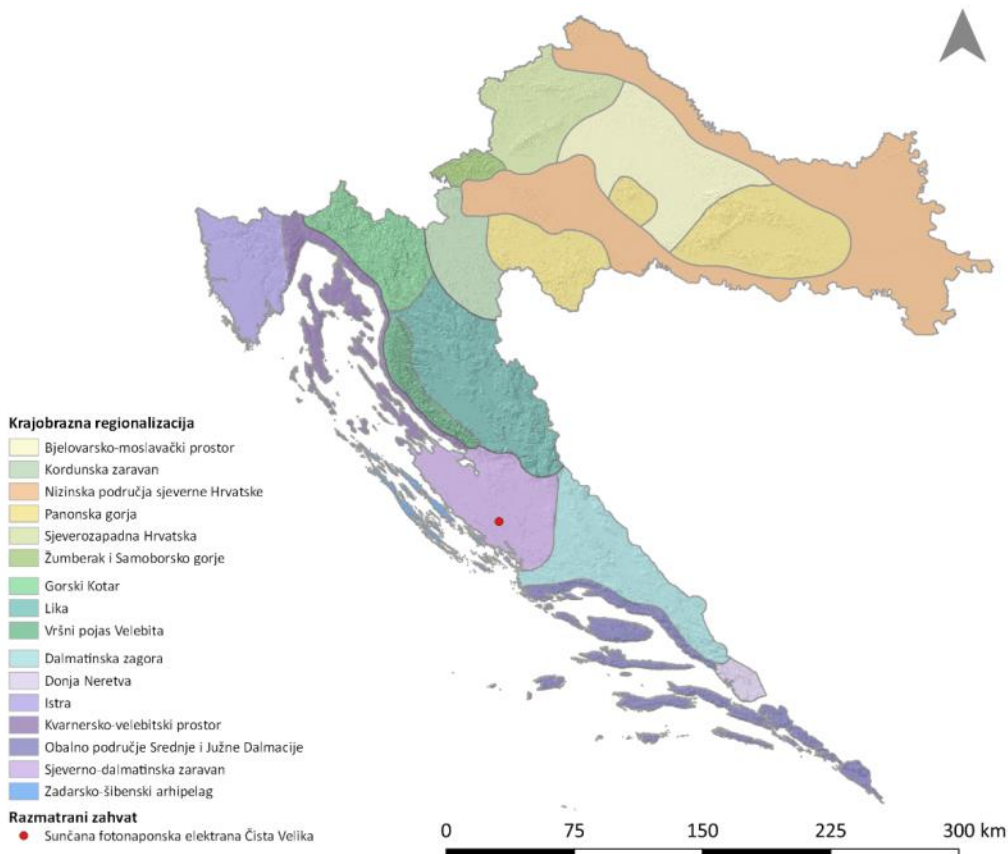 Krajobrazna regionalizacija
Bjelovarsko-moslavački prostor
Kordunska zaravan
Nizinska područja sjeverne Hrvatske
Panonska gorja
Sjeverozapadna Hrvatska
Žumberak i Samoborsko gorje
Gorski Kotar
Lika
Vršni pojas Velebita
Dalmatinska zagora
Donja Neretva
Istra
Kvarnersko-velebitski prostor
Obalno područje Srednje i Južne Dalmacije
Sjeverno-dalmatinska zaravan
Zadarsko-šibenski arhipelag
Razmatrani zahvat
Sunčana fotonaponska elektrana Čista Velika
0 75 150 225 300 km